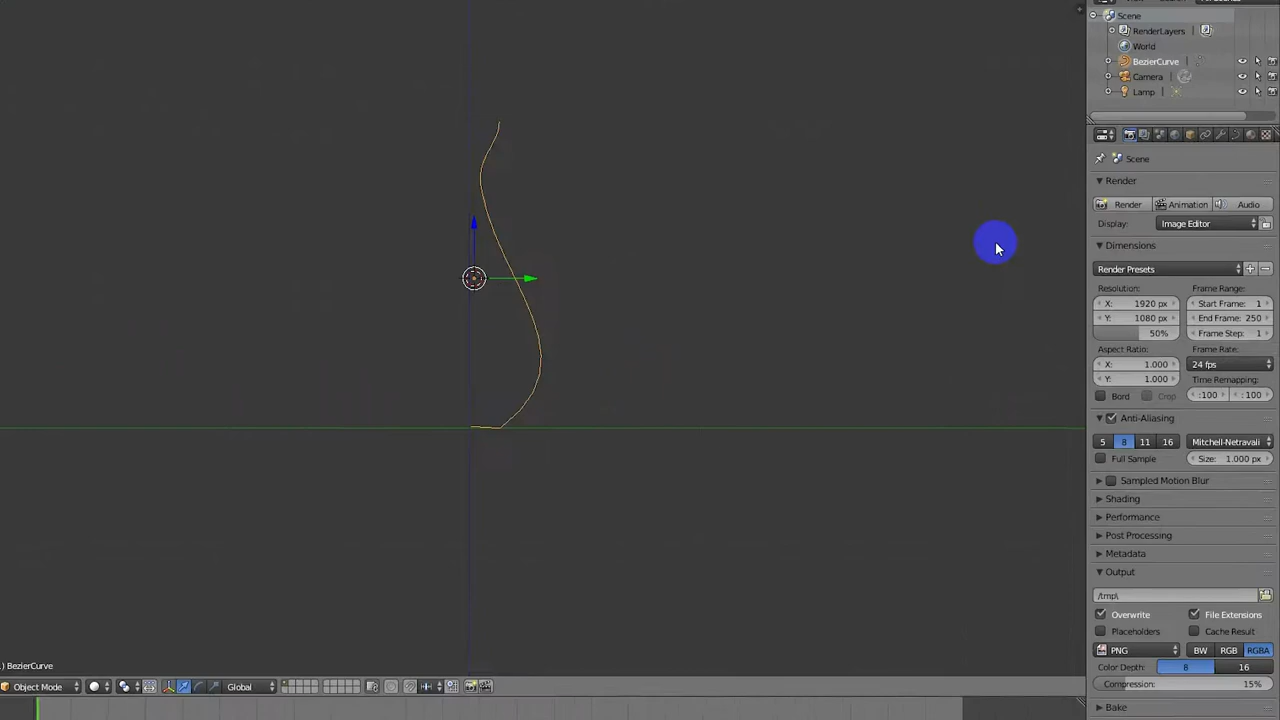 Scene
RenderLayers
World
BezierCurve
Camera
Lamp
Scene
Render
Render
Animation
Audio
Display:
Image Editor
Dimensions
Render Presets
Resolution:
Frame Range:
X: 1920 px
Start Frame: 1
Y: 1080 px
End Frame: 250
50%
Frame Step: 1
Aspect Ratio:
Frame Rate:
X: 1.000
24 fps
Y: 1.000
Time Remapping:
Bord
Crop
:100
:100
Anti-Aliasing
5 8 11 16
Mitchell-Netravali
Full Sample
Size: 1.000 px
Sampled Motion Blur
Shading
Performance
Post Processing
Metadata
Output
/tmp\
Overwrite
File Extensions
Placeholders
Cache Result
PNG
BW RGB RGBA
Color Depth: 8 16
Compression: 15%
Bake
) BezierCurve
Object Mode
Global